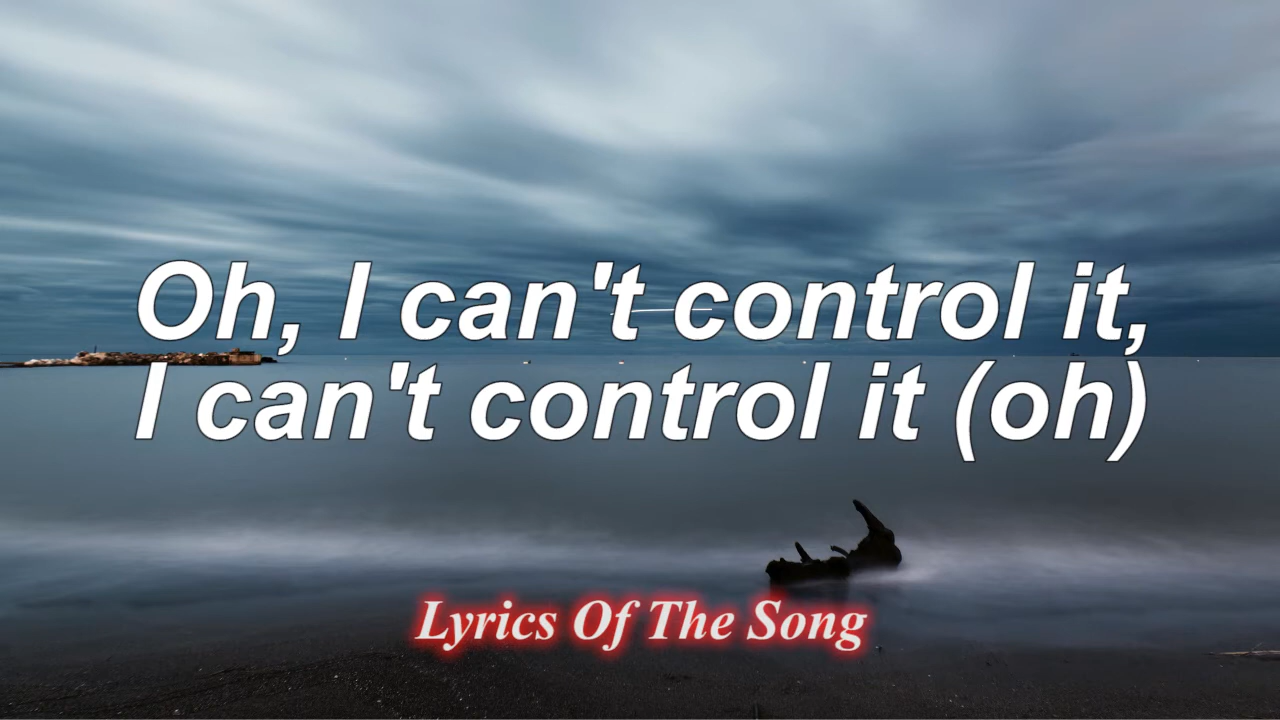 Oh, I can't control it,
I can't control it (oh)
Lyrics Of The Song